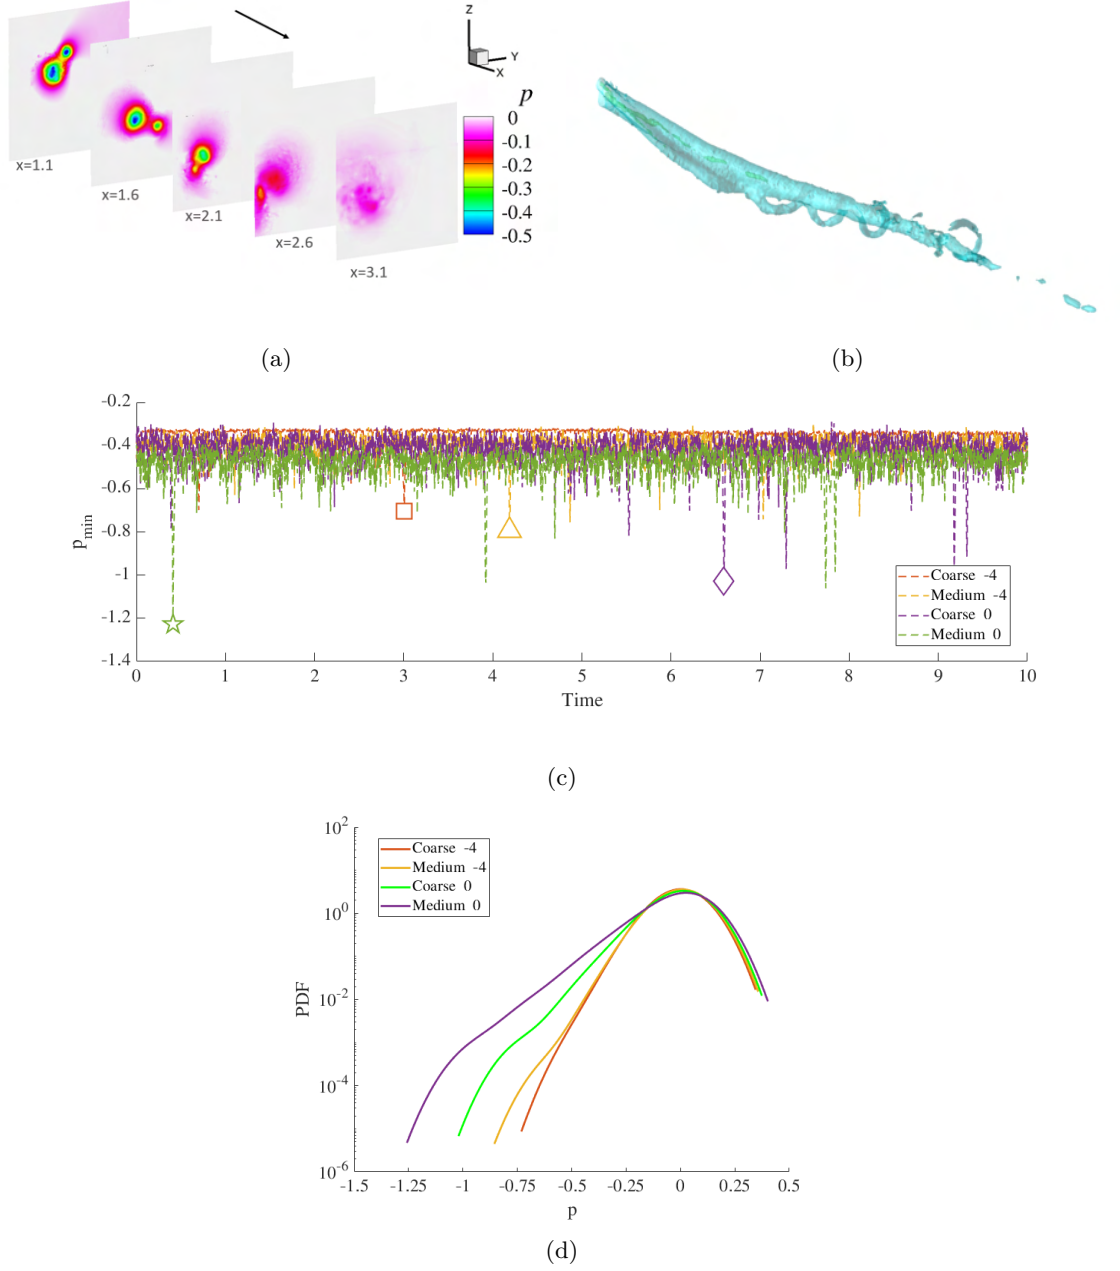 Z
Y
X
p
0
-0.1
-0.2
-0.3
-0.4
-0.5
x=1.1
x=1.6
x=2.1
x=2.6
x=3.1
(a)
(b)
-0.2
-0.4
-0.6
-0.8
-1
-1.2
-1.4
p min
0 1 2 3 4 5 6 7 8 9 10
Time
Coarse -4
Medium -4
Coarse 0
Medium 0
(c)
10^2
10^0
10^-2
10^-4
10^-6
PDF
Coarse -4
Medium -4
Coarse 0
Medium 0
-1.5 -1.25 -1 -0.75 -0.5 -0.25 0 0.25 0.5
p
(d)